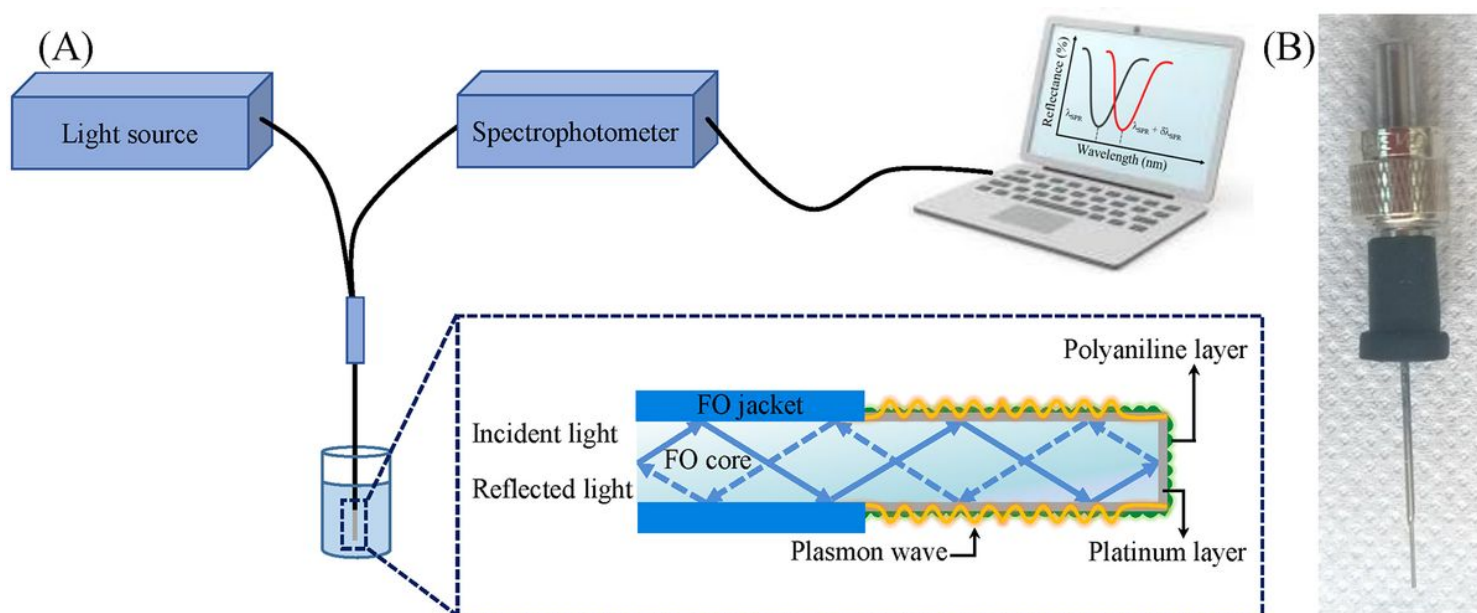 (A)
Light source
Spectrophotometer
Reflectance (%)
λSPR
λSPR + δλSPR
Wavelength (nm)
(B)
Polyaniline layer
FO jacket
Incident light
FO core
Reflected light
Plasmon wave
Platinum layer